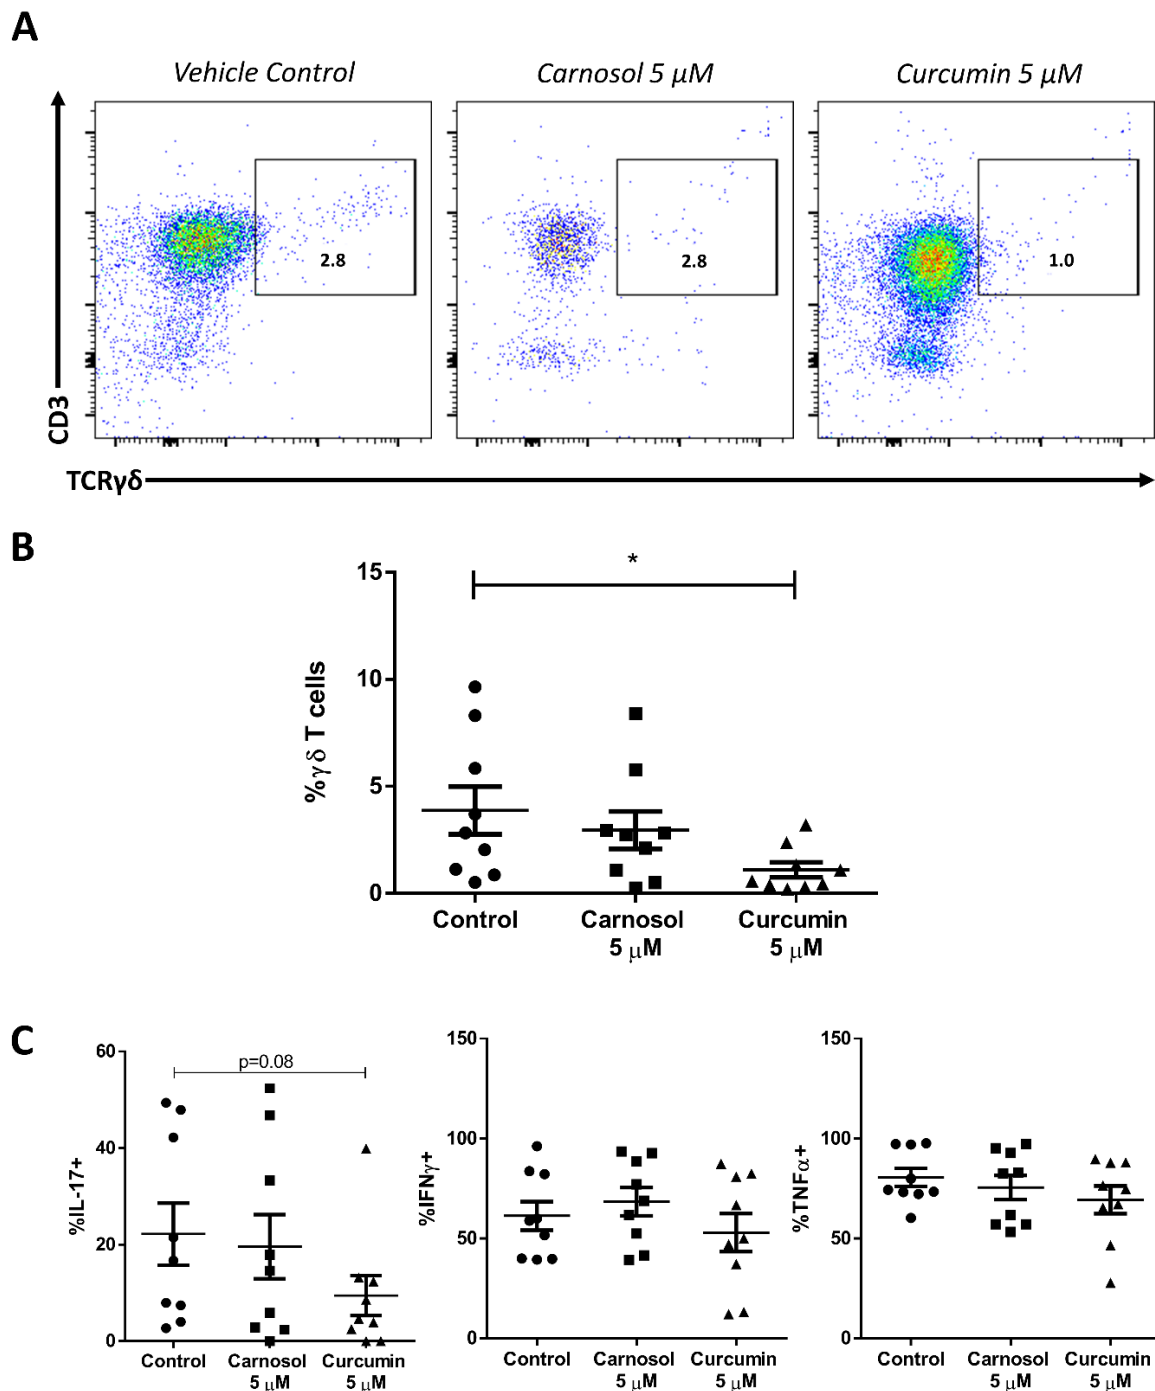 A
Vehicle Control
Carnosol 5 µM
Curcumin 5 µM
CD3
2.8
2.8
1.0
TCRγδ
B
*
15
10
5
0
%γδ T cells
Control
Carnosol
5 µM
Curcumin
5 µM
C
60
40
20
0
%IL-17+
p=0.08
Control
Carnosol
5 µM
Curcumin
5 µM
150
100
50
0
%IFNγ+
Control
Carnosol
5 µM
Curcumin
5 µM
150
100
50
0
%TNFα+
Control
Carnosol
5 µM
Curcumin
5 µM